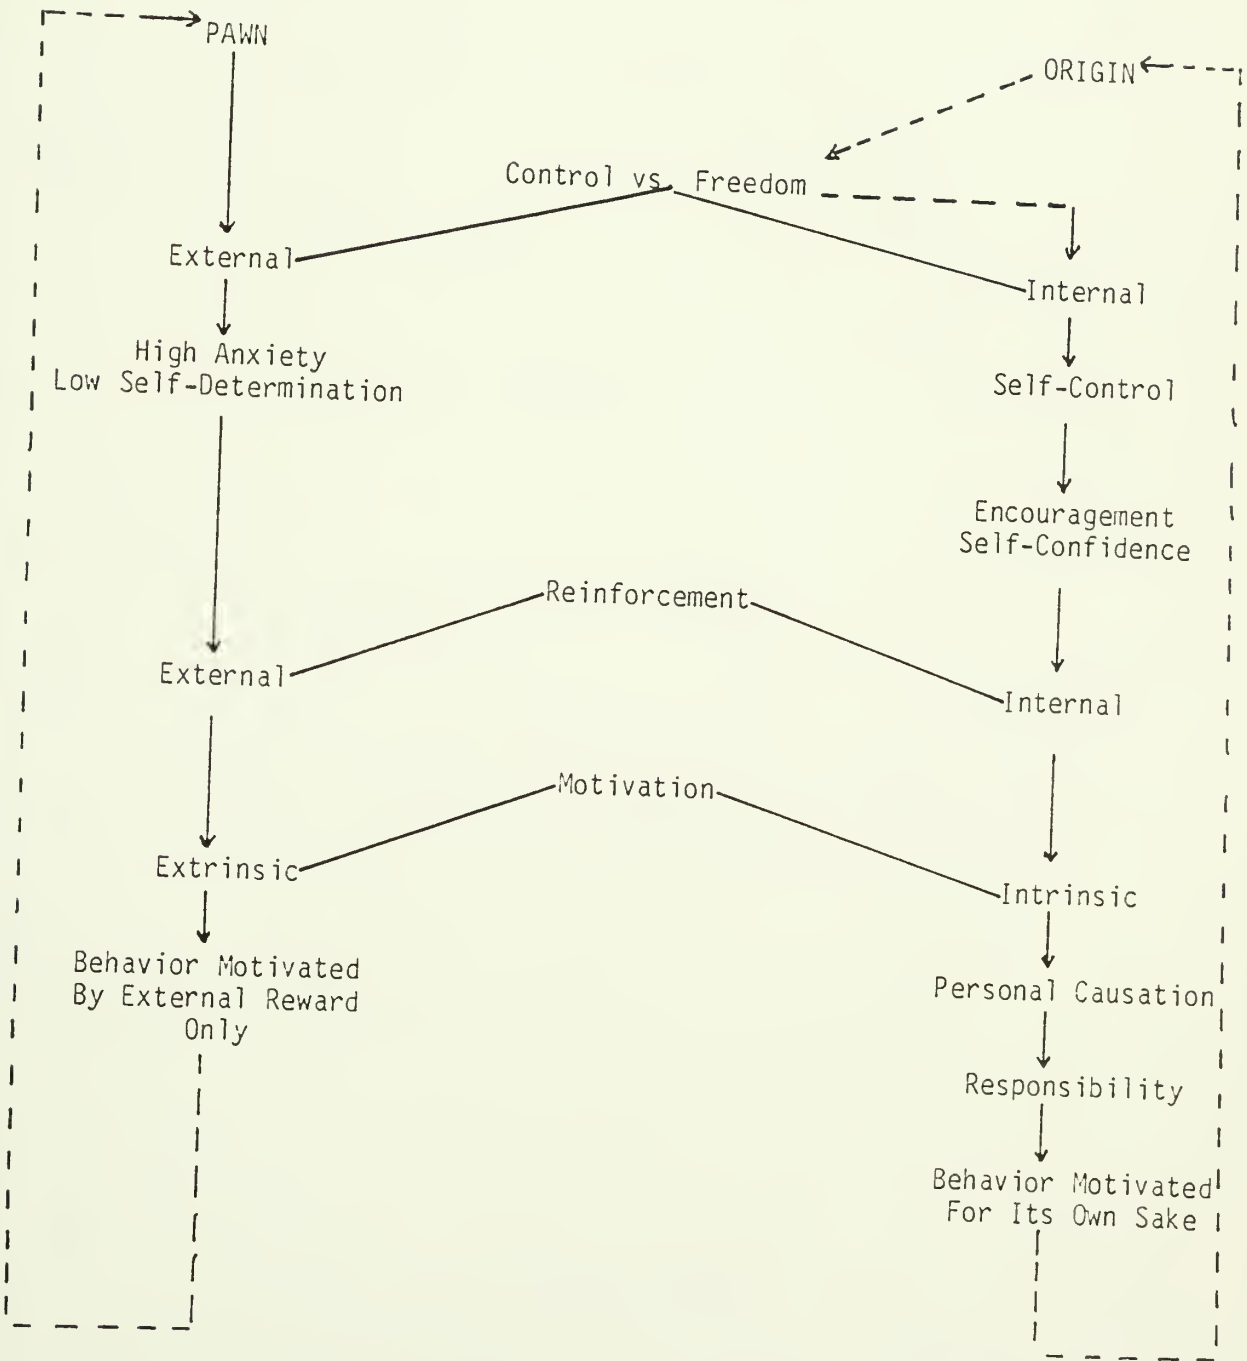 PAWN
ORIGIN
Control vs. Freedom
External
Internal
High Anxiety
Low Self-Determination
Self-Control
Encouragement
Self-Confidence
Reinforcement
External
Internal
Motivation
Extrinsic
Intrinsic
Behavior Motivated
By External Reward
Only
Personal Causation
Responsibility
Behavior Motivated
For Its Own Sake